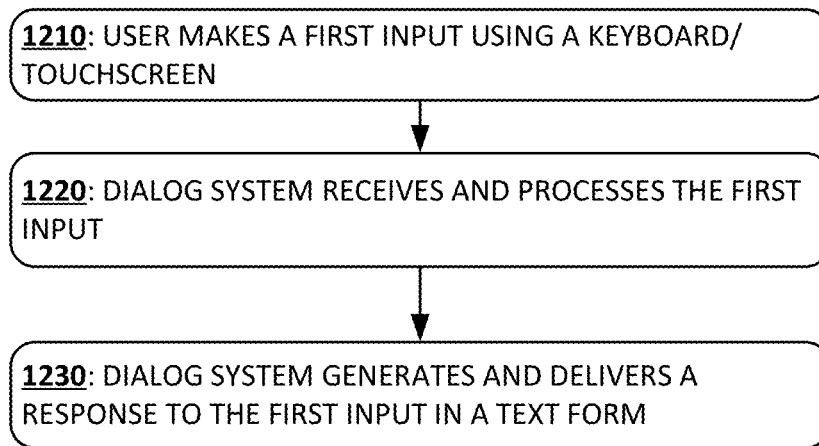 1210: USER MAKES A FIRST INPUT USING A KEYBOARD/
TOUCHSCREEN
1220: DIALOG SYSTEM RECEIVES AND PROCESSES THE FIRST
INPUT
1230: DIALOG SYSTEM GENERATES AND DELIVERS A
RESPONSE TO THE FIRST INPUT IN A TEXT FORM